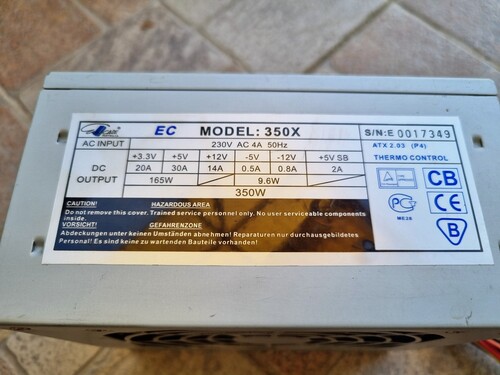 EC MODEL: 350X S/N:E 0017349
AC INPUT 230V AC 4A 50Hz
ATX 2.03 (P4)
THERMO CONTROL
DC OUTPUT +3.3V +5V +12V -5V -12V +5V SB
20A 30A 14A 0.5A 0.8A 2A
165W 9.6W
350W
CAUTION! HAZARDOUS AREA
Do not remove this cover. Trained service personnel only. No user serviceable components
inside.
VORSICHT! GEFAHRENZONE
Abdeckungen unter keinen Umständen abnehmen! Reparaturen nur durchausgebildetes
Personal! Es sind keine zu wartenden Bauteile vorhanden!
CB
CE
ME28
B